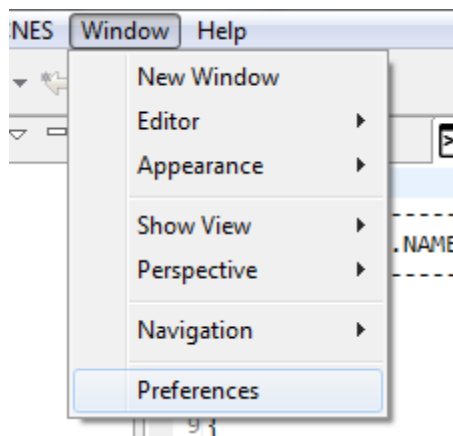 NES Window Help
New Window
Editor
Appearance
Show View
.NAME
Perspective
Navigation
Preferences
9 {